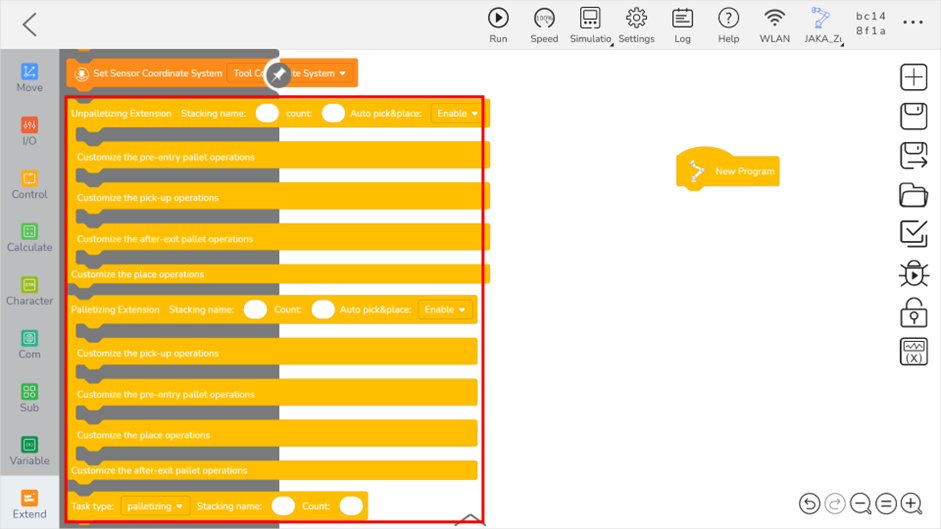 100%
Run
Speed
Simulatio
Settings
Log
Help
WLAN
JAKA_Zu
bc14
8f1a
Move
I/O
Control
Calculate
Character
Com
Sub
Variable
Extend
Set Sensor Coordinate System Tool Co te System
Unpalletizing Extension Stacking name: count: Auto pick&place: Enable
Customize the pre-entry pallet operations
Customize the pick-up operations
Customize the after-exit pallet operations
Customize the place operations
Palletizing Extension Stacking name: Count: Auto pick&place: Enable
Customize the pick-up operations
Customize the pre-entry pallet operations
Customize the place operations
Customize the after-exit pallet operations
Task type: palletizing Stacking name: Count:
New Program
(X)